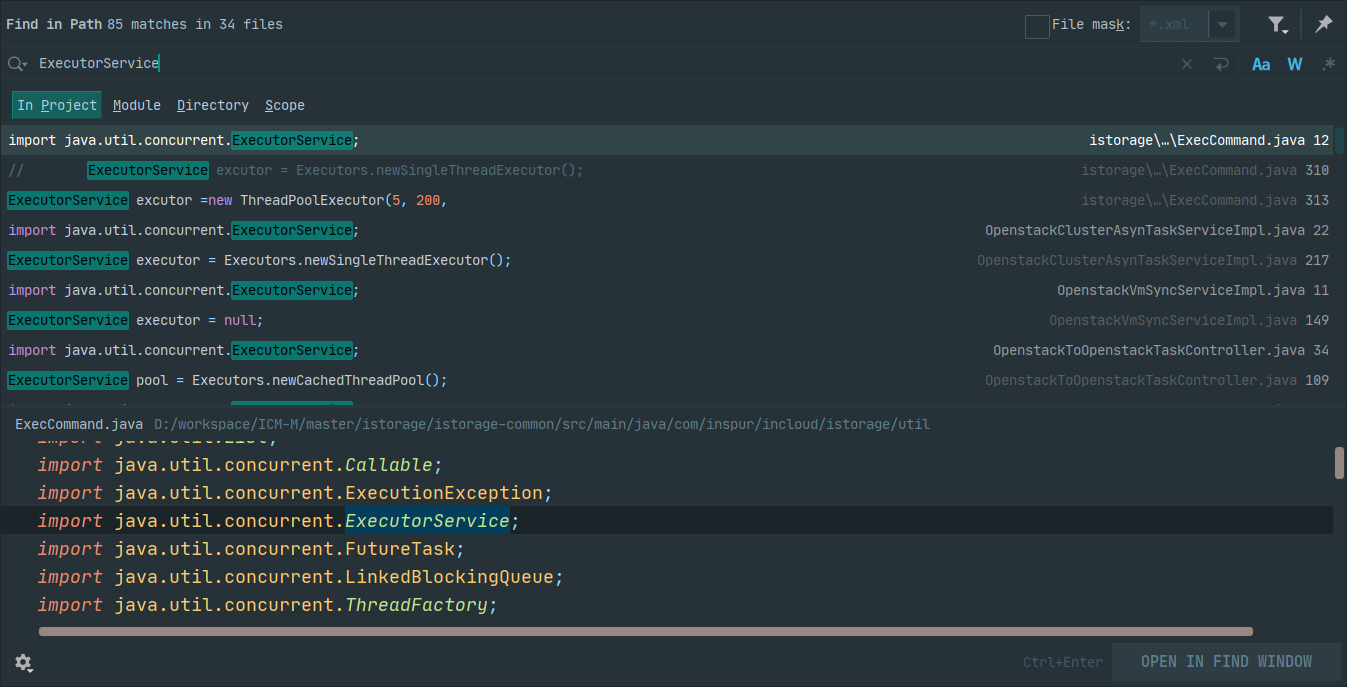 Find in Path 85 matches in 34 files
File mask:
*.xml
ExecutorService
Aa W .*
In Project Module Directory Scope
import java.util.concurrent.ExecutorService; istorage\…\ExecCommand.java 12
// ExecutorService excutor = Executors.newSingleThreadExecutor(); istorage\…\ExecCommand.java 310
ExecutorService excutor =new ThreadPoolExecutor(5, 200, istorage\…\ExecCommand.java 313
import java.util.concurrent.ExecutorService; OpenstackClusterAsynTaskServiceImpl.java 22
ExecutorService executor = Executors.newSingleThreadExecutor(); OpenstackClusterAsynTaskServiceImpl.java 217
import java.util.concurrent.ExecutorService; OpenstackVmSyncServiceImpl.java 11
ExecutorService executor = null; OpenstackVmSyncServiceImpl.java 149
import java.util.concurrent.ExecutorService; OpenstackToOpenstackTaskController.java 34
ExecutorService pool = Executors.newCachedThreadPool(); OpenstackToOpenstackTaskController.java 109
ExecCommand.java D:/workspace/ICM-M/master/istorage/istorage-common/src/main/java/com/inspur/incloud/istorage/util
import java.util.List;
import java.util.concurrent.Callable;
import java.util.concurrent.ExecutionException;
import java.util.concurrent.ExecutorService;
import java.util.concurrent.FutureTask;
import java.util.concurrent.LinkedBlockingQueue;
import java.util.concurrent.ThreadFactory;
Ctrl+Enter OPEN IN FIND WINDOW